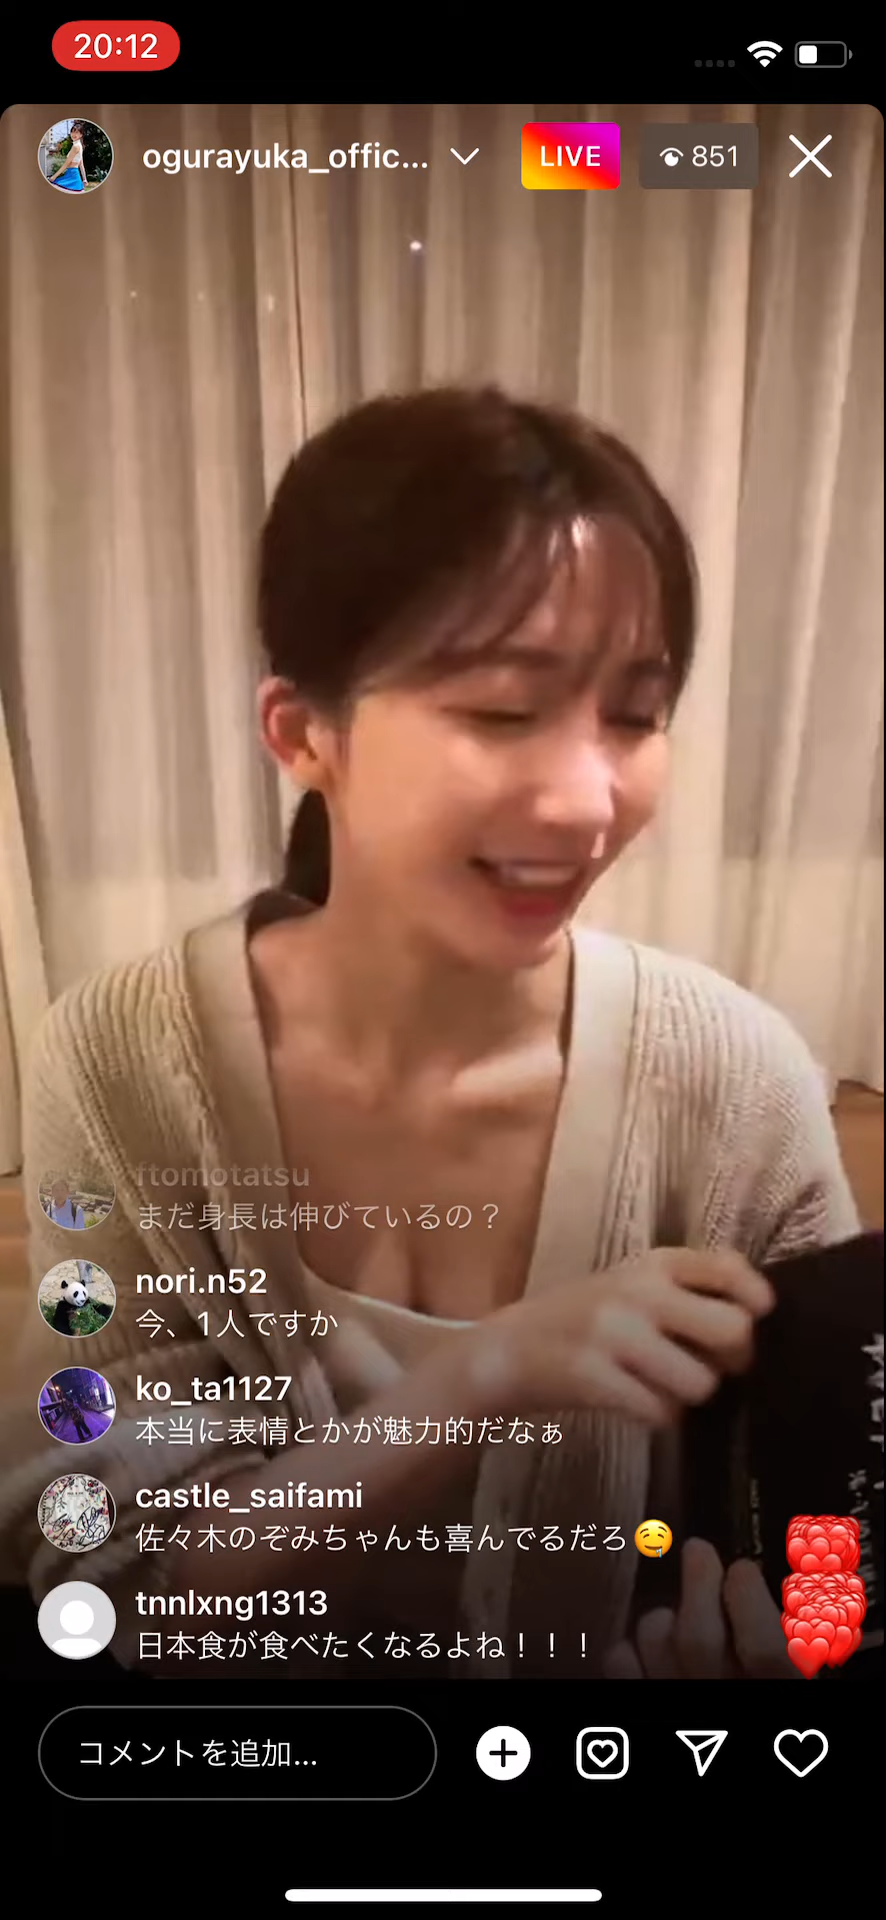 20:12
ogurayuka_offic...
LIVE
851
ftomotatsu
まだ身長は伸びているの？
nori.n52
今、1人ですか
ko_ta1127
本当に表情とかが魅力的だなぁ
castle_saifami
佐々木のぞみちゃんも喜んでるだろ🤤
tnnlxng1313
日本食が食べたくなるよね！！！
コメントを追加...